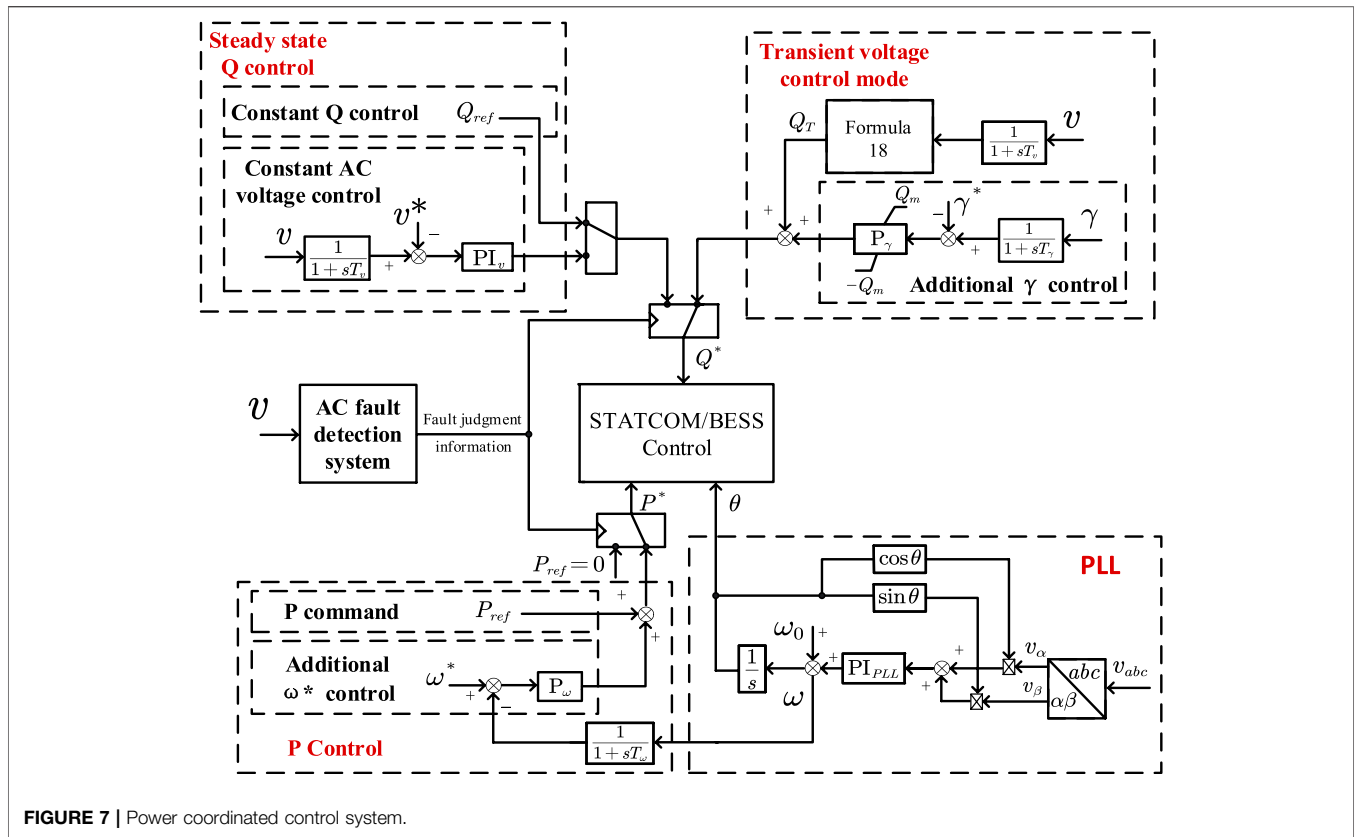 Steady state
Q control
Constant Q control
Q_ref
Constant AC
voltage control
v*
v
1
1+sT_v
+
−
PI_v
Transient voltage
control mode
Q_T
Formula
18
1
1+sT_v
v
+
+
Q_m
P_γ
−Q_m
−
γ*
+
1
1+sT_γ
γ
Additional γ control
Q*
v
AC fault
detection
system
Fault judgment
information
STATCOM/BESS
Control
P*
θ
P_ref=0
P command
P_ref
+
+
Additional
ω* control
ω*
+
−
P_ω
P Control
1
1+sT_ω
PLL
cosθ
sinθ
1
s
ω_0
+
+
ω
PI_PLL
+
+
v_α
v_β
abc
αβ
v_abc
FIGURE 7 | Power coordinated control system.